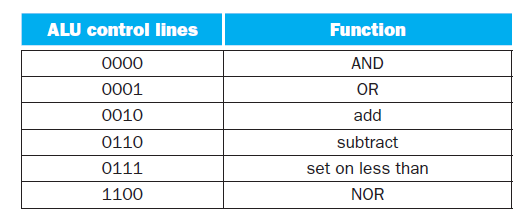 ALU control lines Function
0000 AND
0001 OR
0010 add
0110 subtract
0111 set on less than
1100 NOR